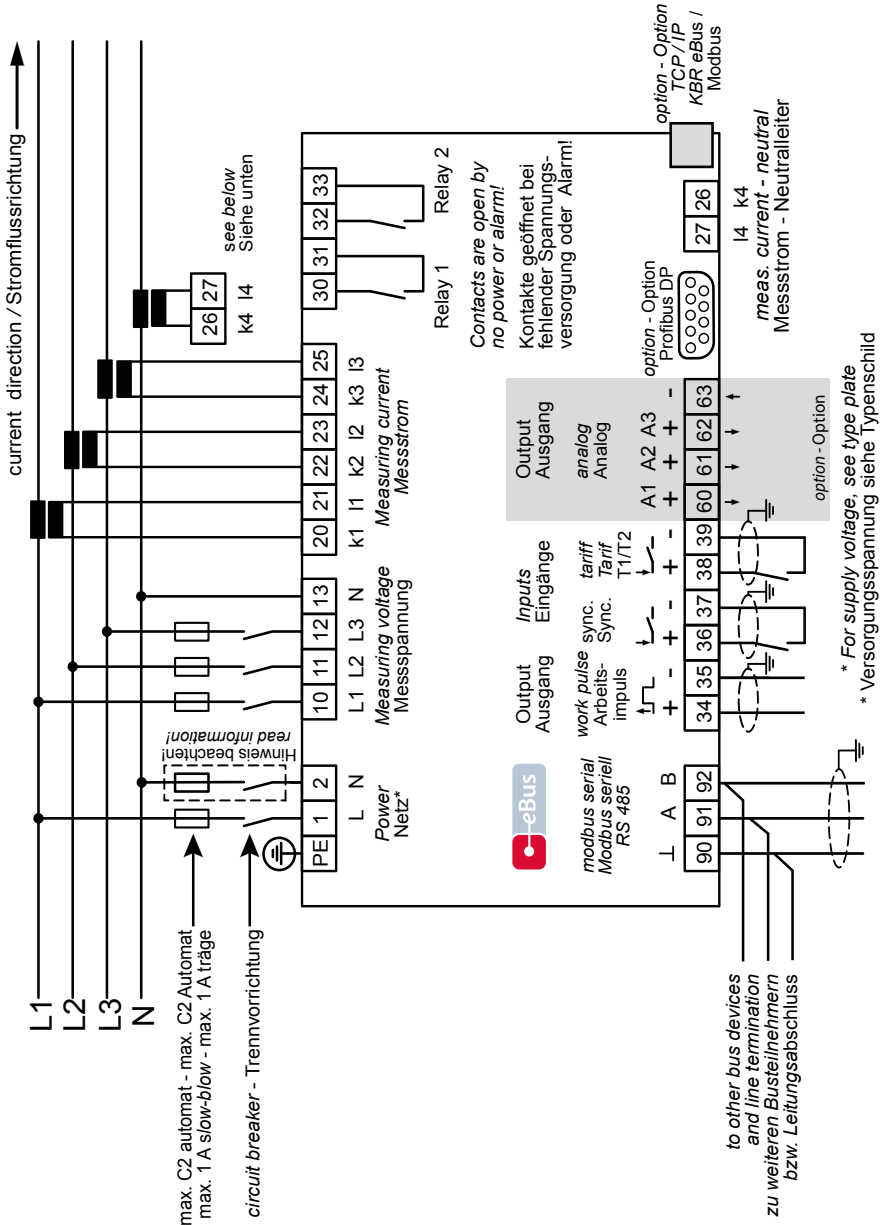 current direction / Stromflussrichtung
L1
L2
L3
N
max. C2 automat - max. C2 Automat
max. 1 A slow-blow - max. 1 A träge
circuit breaker - Trennvorrichtung
Hinweis beachten!
read information!
see below
Siehe unten
26 27
k4 l4
PE 1 2
L N
Power
Netz*
10 11 12 13
L1 L2 L3 N
Measuring voltage
Messspannung
20 21 22 23 24 25
k1 l1 k2 l2 k3 l3
Measuring current
Messstrom
30 31 32 33
Relay 1
Relay 2
Contacts are open by
no power or alarm!
Kontakte geöffnet bei
fehlender Spannungs-
versorgung oder Alarm!
eBus
modbus serial
Modbus seriell
RS 485
⊥ A B
90 91 92
Output
Ausgang
work pulse
Arbeits-
impuls
+ -
34 35
Inputs
Eingänge
sync.
Sync.
+ -
36 37
tariff
Tarif
T1/T2
+ -
38 39
Output
Ausgang
analog
Analog
A1 A2 A3
+ + + -
60 61 62 63
option - Option
option - Option
Profibus DP
27 26
l4 k4
meas. current - neutral
Messstrom - Neutralleiter
option - Option
TCP / IP
KBR eBus /
Modbus
to other bus devices
and line termination
zu weiteren Busteilnehmern
bzw. Leitungsabschluss
* For supply voltage, see type plate
* Versorgungsspannung siehe Typenschild